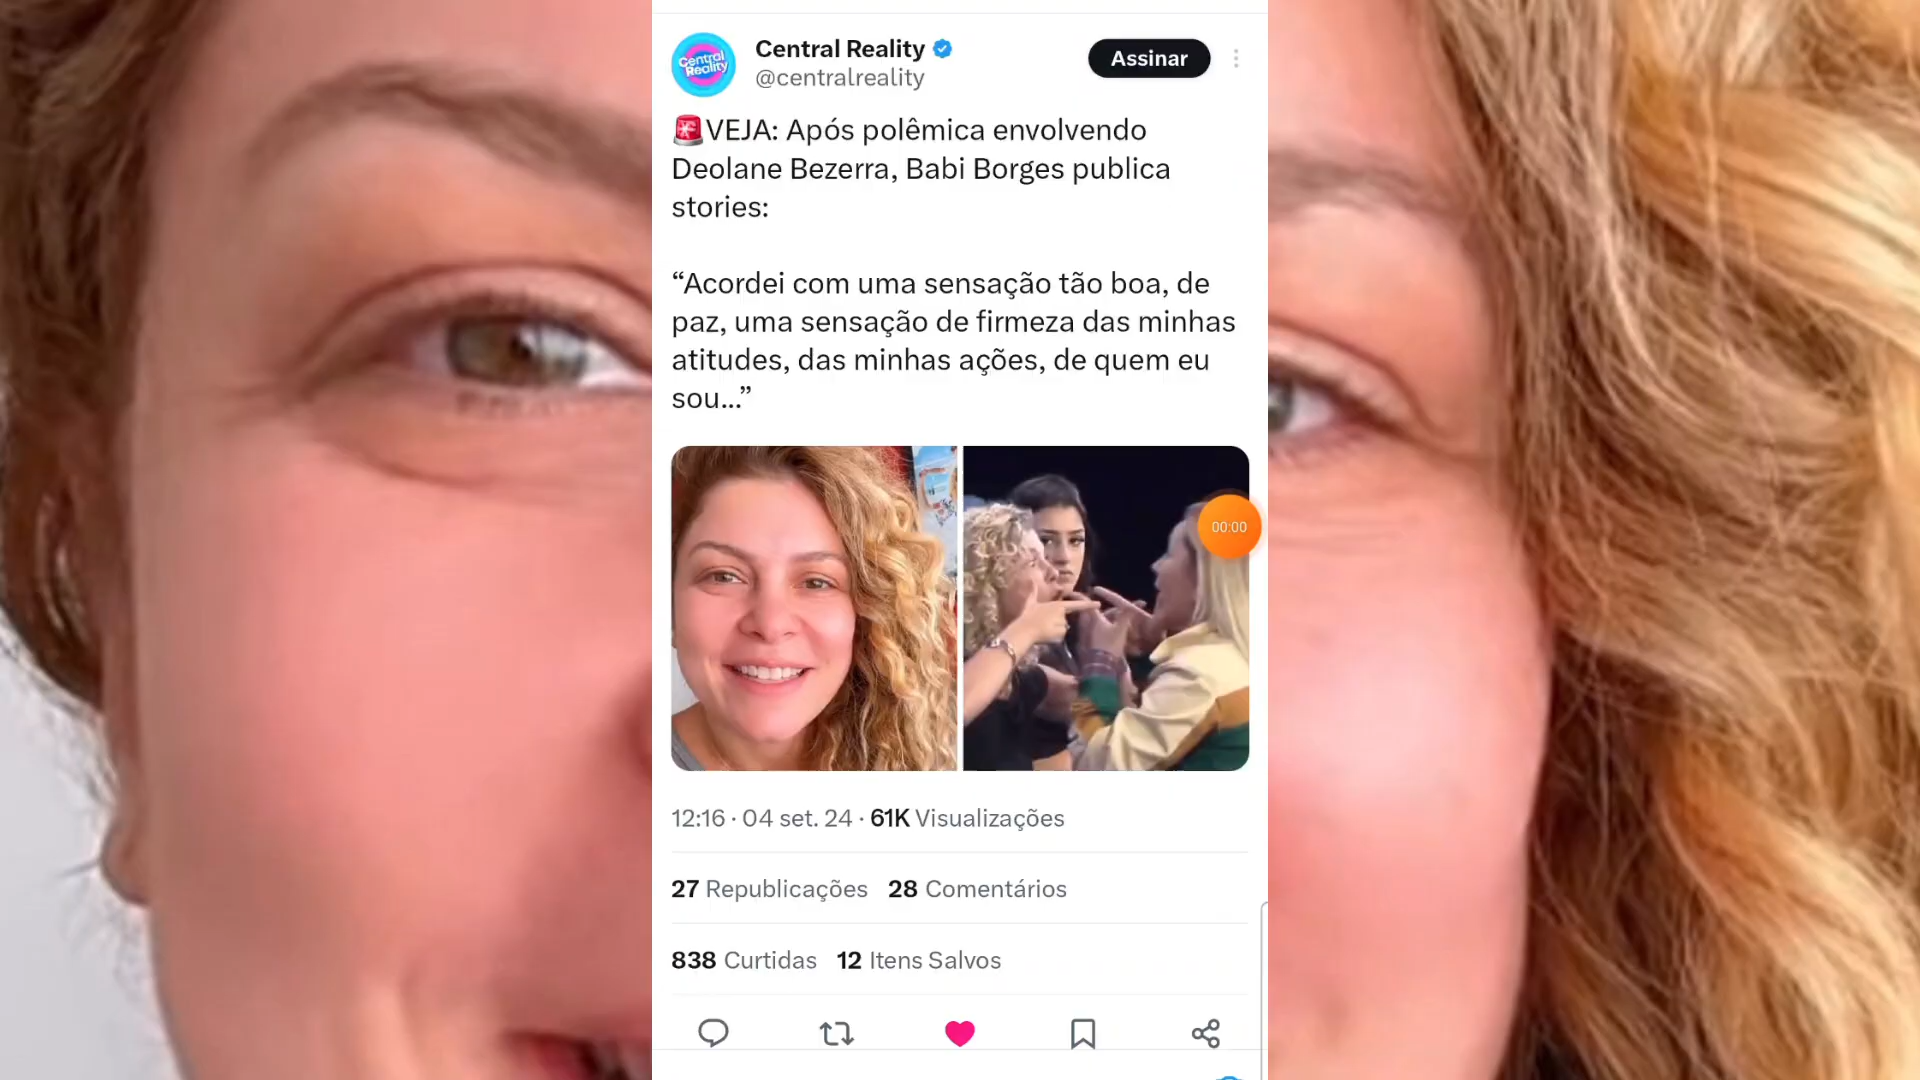 Central Reality
Central Reality
@centralreality
Assinar
VEJA: Após polêmica envolvendo
Deolane Bezerra, Babi Borges publica
stories:
“Acordei com uma sensação tão boa, de
paz, uma sensação de firmeza das minhas
atitudes, das minhas ações, de quem eu
sou...”
00:00
12:16 · 04 set. 24 · 61K Visualizações
27 Republicações 28 Comentários
838 Curtidas 12 Itens Salvos